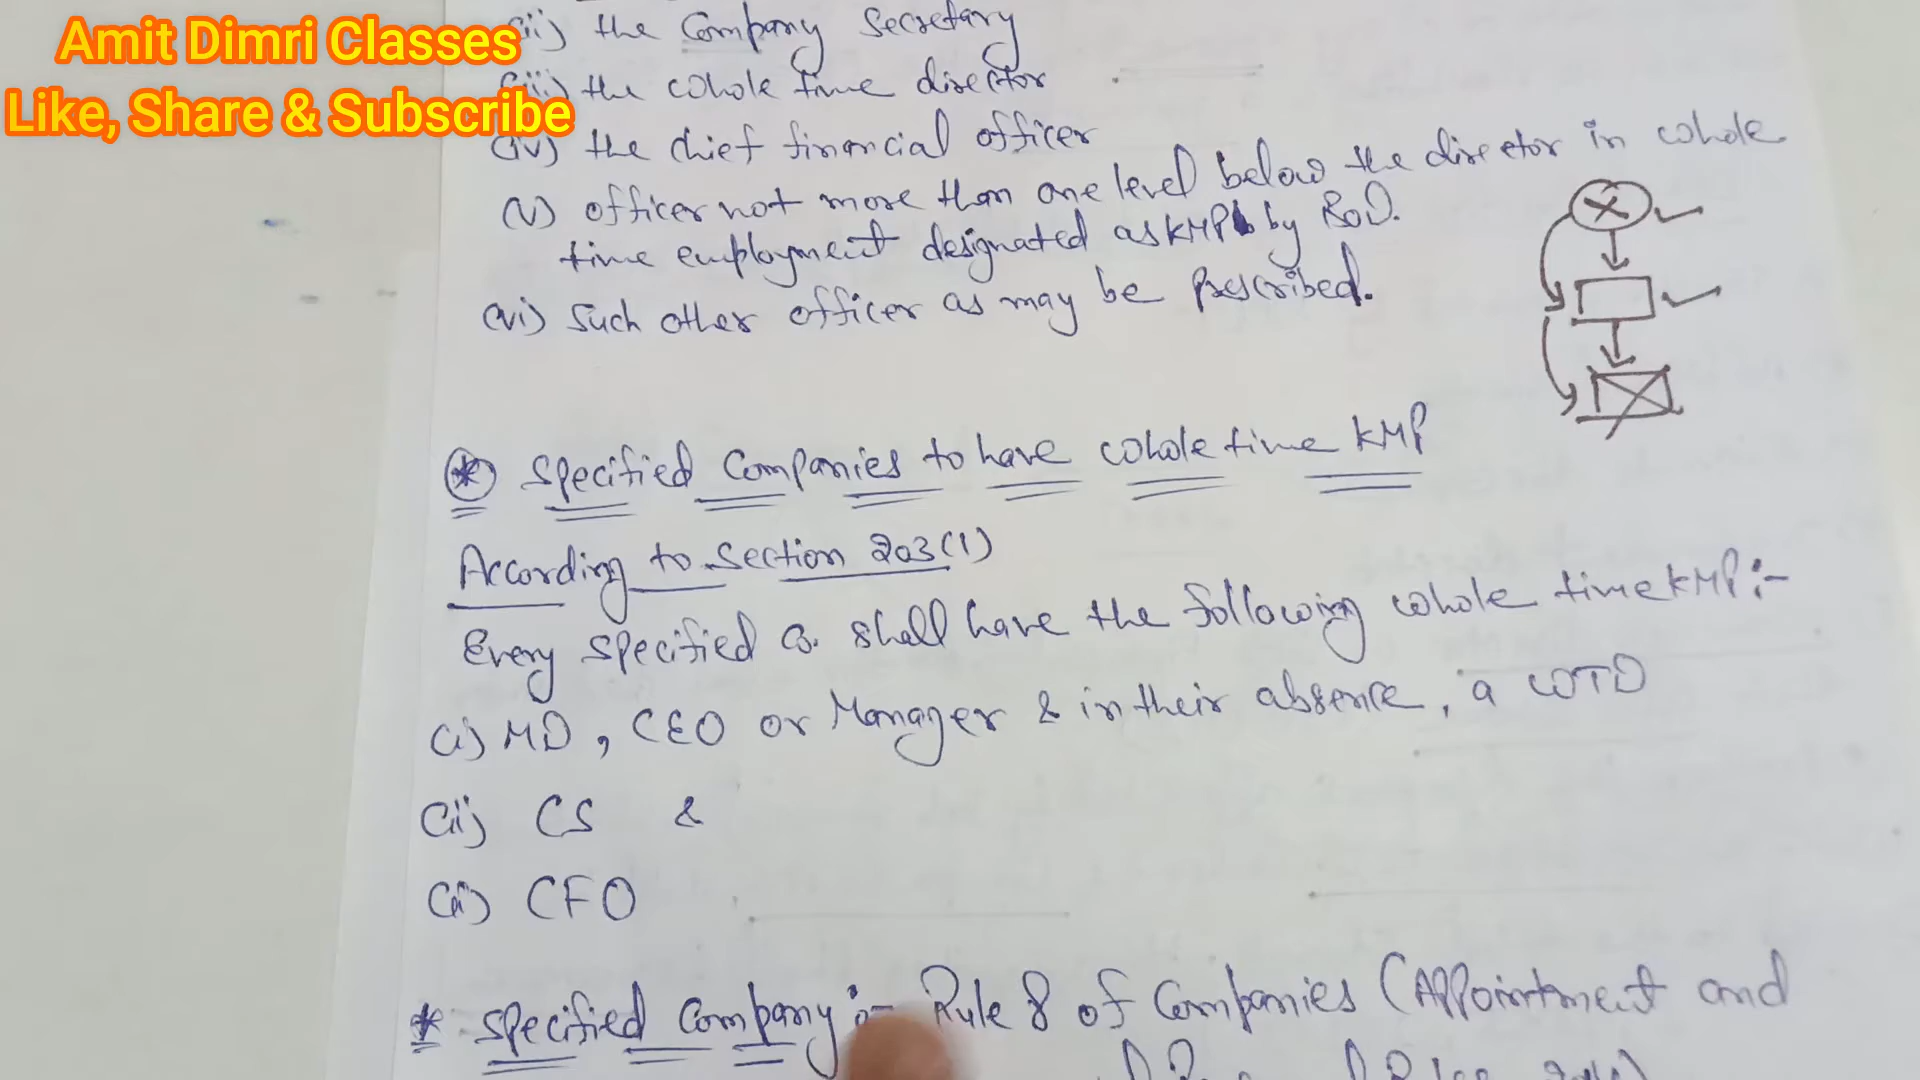 Amit Dimri Classes
Like, Share & Subscribe
(ii) the Company Secretary
(iii) the whole time director
(iv) the chief financial officer
(v) officer not more than one level below the director in whole
time employment designated as KMP by BOD.
(vi) Such other officer as may be prescribed.
* Specified Companies to have whole time KMP
According to Section 203(1)
Every specified Co. shall have the following whole time KMP:-
(i) MD, CEO or Manager & in their absence, a WTD
(ii) CS &
(iii) CFO
* Specified Company:- Rule 8 of Companies (Appointment and